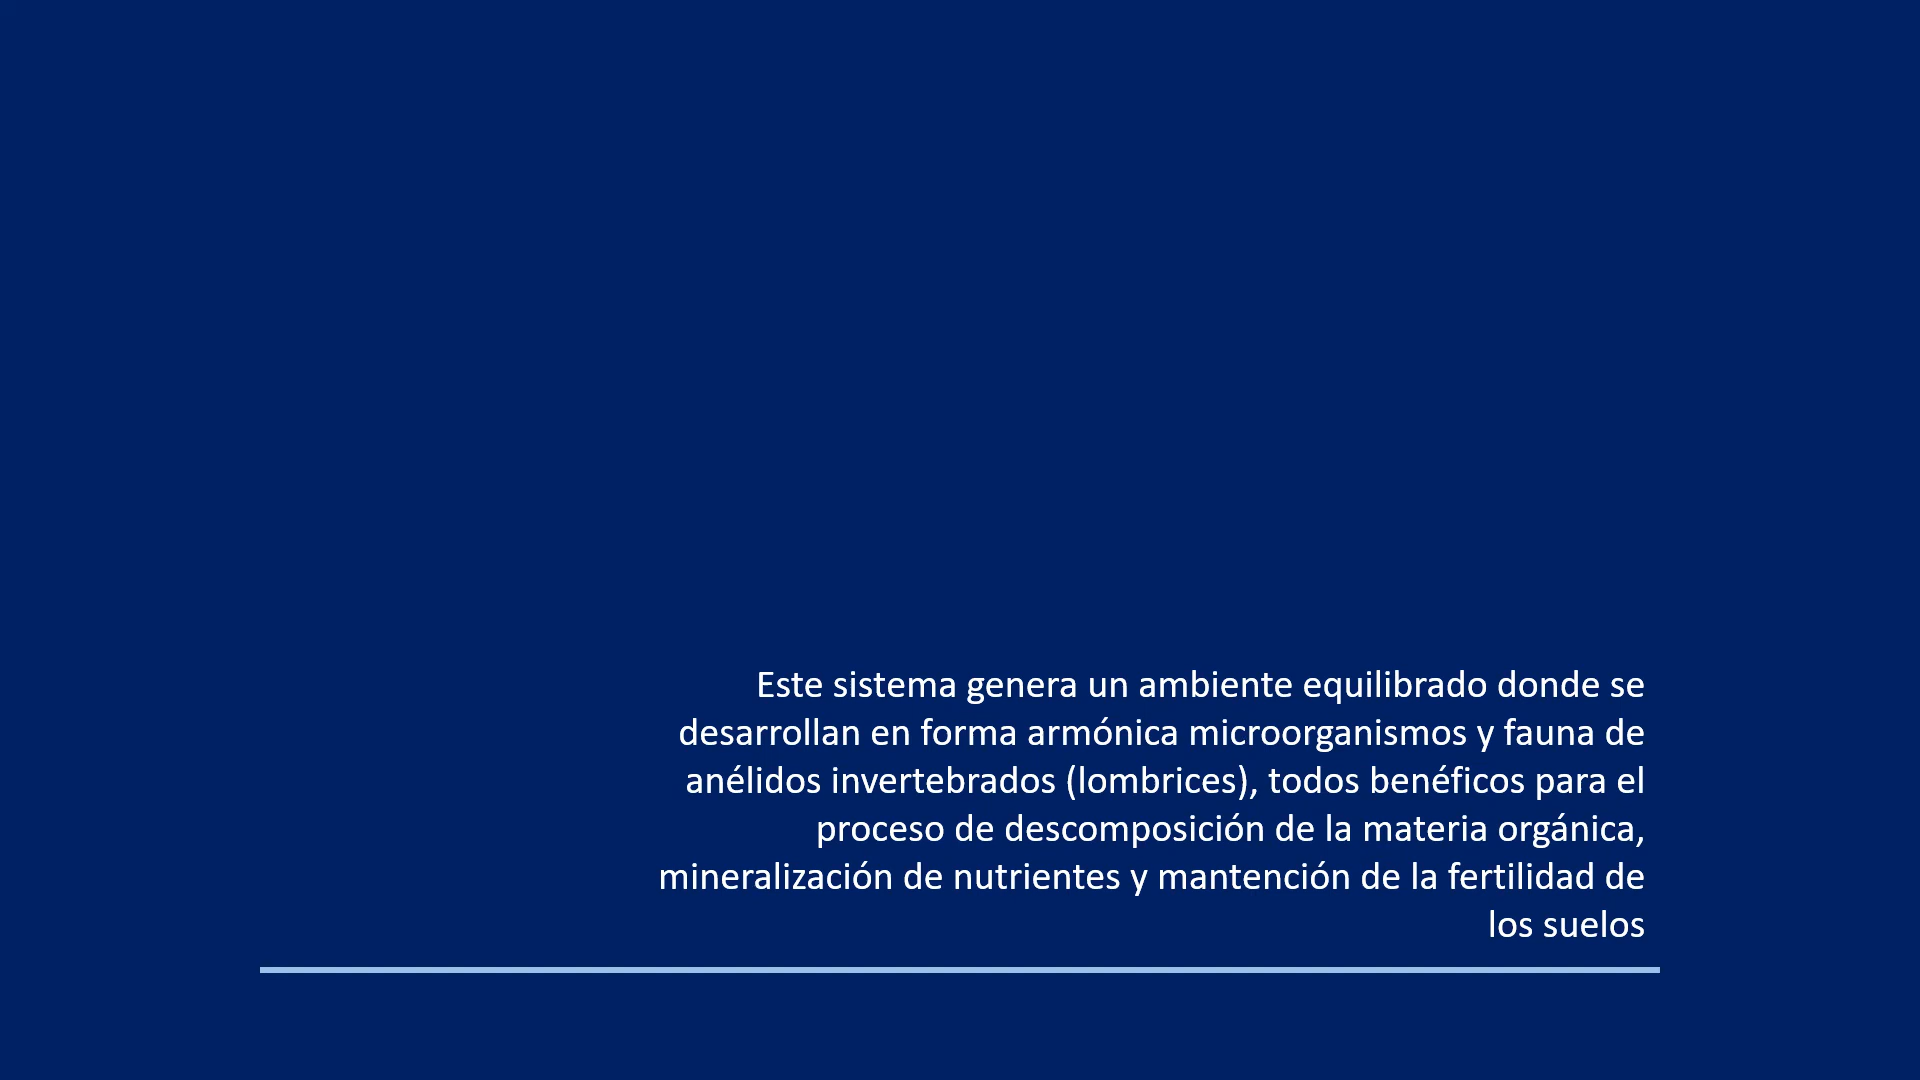 Este sistema genera un ambiente equilibrado donde se
desarrollan en forma armónica microorganismos y fauna de
anélidos invertebrados (lombrices), todos benéficos para el
proceso de descomposición de la materia orgánica,
mineralización de nutrientes y mantención de la fertilidad de
los suelos